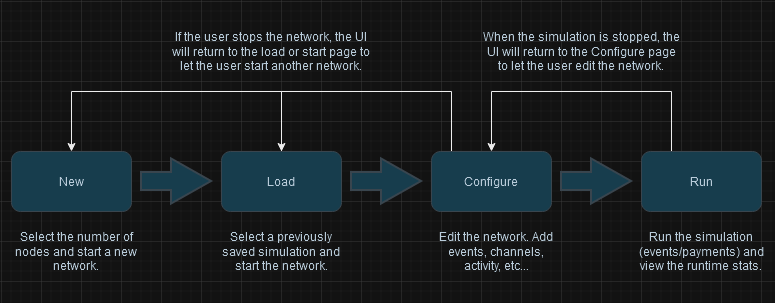 If the user stops the network, the UI
will return to the load or start page to
let the user start another network.
When the simulation is stopped, the
UI will return to the Configure page
to let the user edit the network.
New
Load
Configure
Run
Select the number of
nodes and start a new
network.
Select a previously
saved simulation and
start the network.
Edit the network. Add
events, channels,
activity, etc...
Run the simulation
(events/payments) and
view the runtime stats.